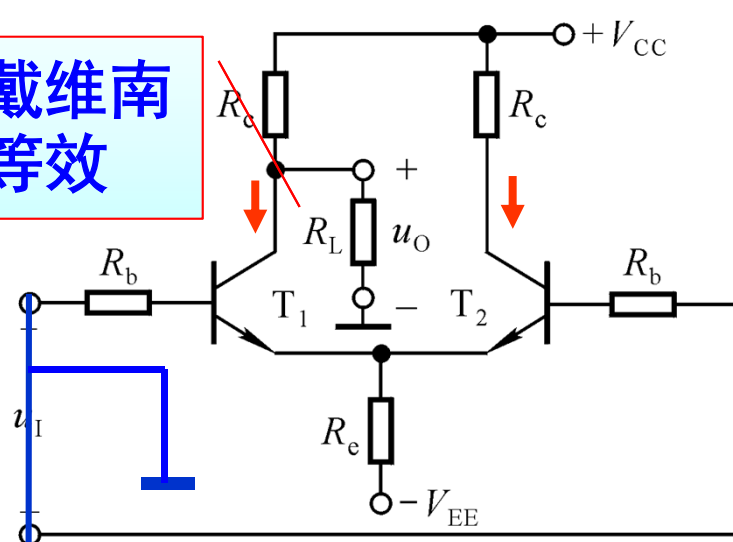 +VCC
戴维南
等效
Rc
Rc
+
RL
uO
Rb
T1
T2
Rb
−
−
+
uI
−
Re
−VEE